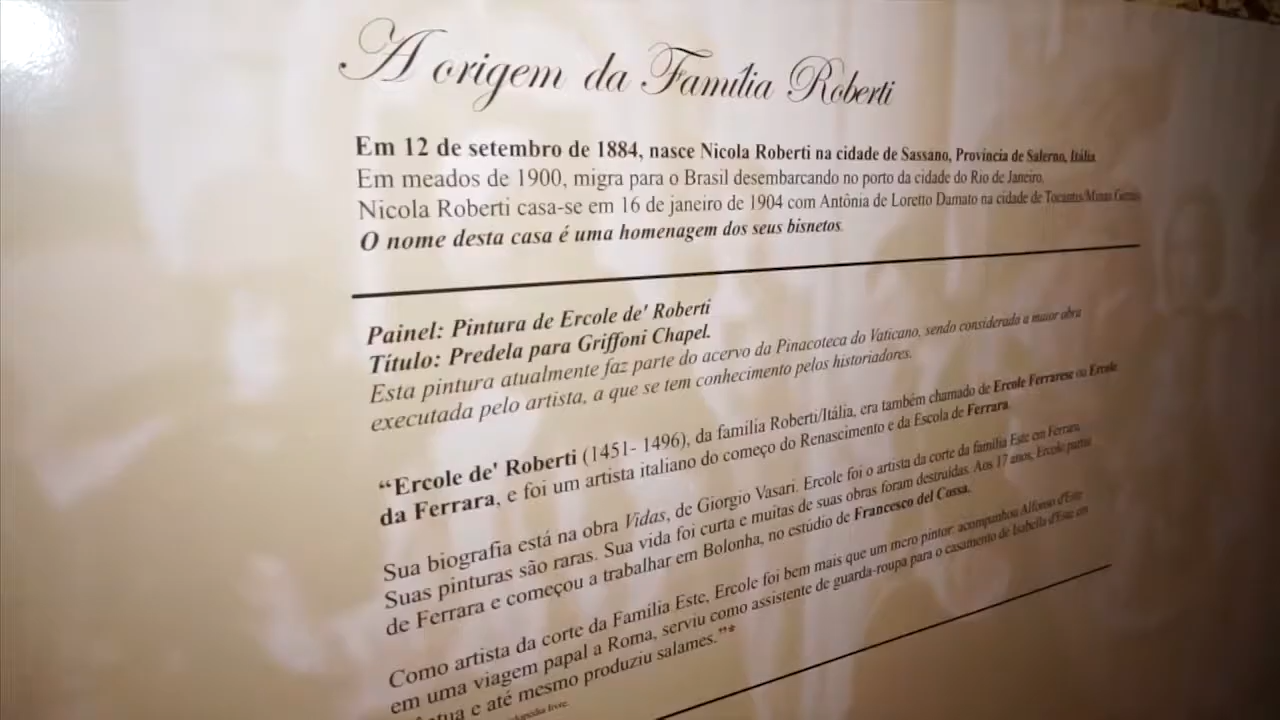 A origem da Família Roberti
Em 12 de setembro de 1884, nasce Nicola Roberti na cidade de Sassano, Província de Salerno, Itália
Em meados de 1900, migra para o Brasil desembarcando no porto da cidade do Rio de Janeiro.
Nicola Roberti casa-se em 16 de janeiro de 1904 com Antônia de Loreto Damato na cidade de Tocantis/Minas Gerais
O nome desta casa é uma homenagem dos seus bisnetos.
Painel: Pintura de Ercole de' Roberti
Título: Predela para Griffoni Chapel.
Esta pintura atualmente faz parte do acervo da Pinacoteca do Vaticano, sendo considerada a maior obra
executada pelo artista, a que se tem conhecimento pelos historiadores.
“Ercole de' Roberti (1451- 1496), da família Roberti/Itália, era também chamado de Ercole Ferrarese ou Ercole
da Ferrara, e foi um artista italiano do começo do Renascimento e da Escola de Ferrara.
Sua biografia está na obra Vidas, de Giorgio Vasari. Ercole foi o artista da corte da família Este em Ferrara.
Suas pinturas são raras. Sua vida foi curta e muitas de suas obras foram destruídas. Aos 17 anos, Ercole partiu
de Ferrara e começou a trabalhar em Bolonha, no estúdio de Francesco del Cossa.
Como artista da corte da Família Este, Ercole foi bem mais que um mero pintor: acompanhou Alfonso d'Este
em uma viagem papal a Roma, serviu como assistente de guarda-roupa para o casamento de Isabella d'Este em
e até mesmo produziu salames.”*
livre.